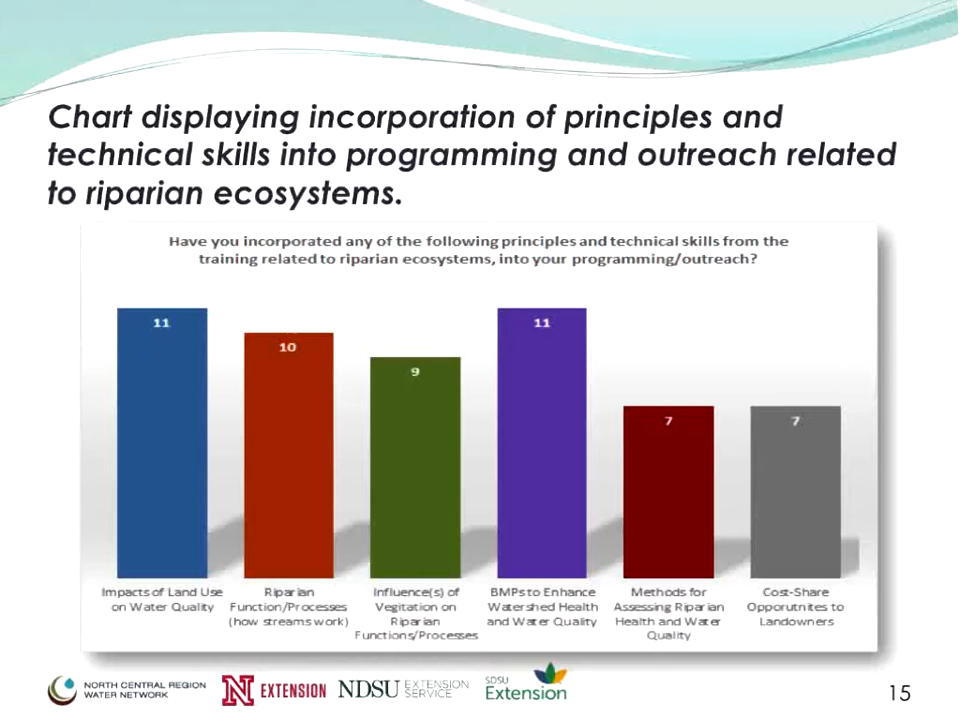 Chart displaying incorporation of principles and
technical skills into programming and outreach related
to riparian ecosystems.
Have you incorporated any of the following principles and technical skills from the
training related to riparian ecosystems, into your programming/outreach?
11
10
9
11
7
7
Impacts of Land Use
on Water Quality
Riparian
Function/Processes
(how streams work)
Influence(s) of
Vegitation on
Riparian
Functions/Processes
BMPs to Enhance
Watershed Health
and Water Quality
Methods for
Assessing Riparian
Health and Water
Quality
Cost-Share
Opporutnites to
Landowners
NORTH CENTRAL REGION
WATER NETWORK
N EXTENSION
NDSU EXTENSION
SERVICE
SDSU
Extension
15